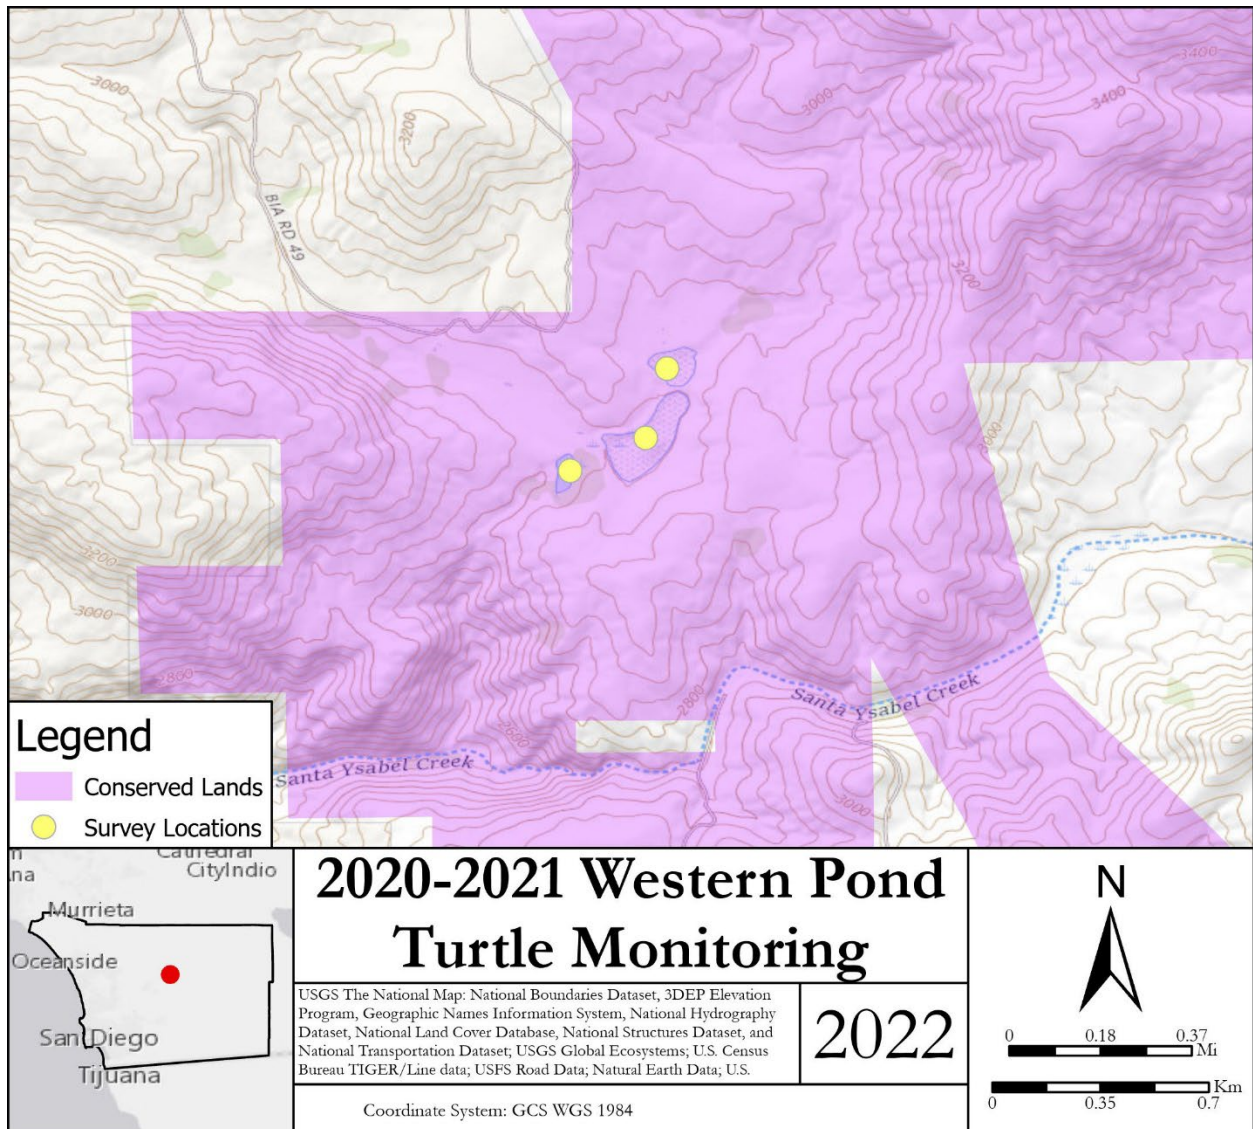 3000
3200
3000
3400
3400
BIA RD 49
3200
3000
3200
3000
2800
2800
2600
Santa Ysabel Creek
Santa Ysabel Creek
3000
Legend
Conserved Lands
Survey Locations
m
Cathedral
na
CityIndio
Murrieta
Oceanside
San Diego
Tijuana
2020-2021 Western Pond
Turtle Monitoring
USGS The National Map: National Boundaries Dataset, 3DEP Elevation
Program, Geographic Names Information System, National Hydrography
Dataset, National Land Cover Database, National Structures Dataset, and
National Transportation Dataset; USGS Global Ecosystems; U.S. Census
Bureau TIGER/Line data; USFS Road Data; Natural Earth Data; U.S.
2022
Coordinate System: GCS WGS 1984
N
0 0.18 0.37
Mi
Km
0 0.35 0.7